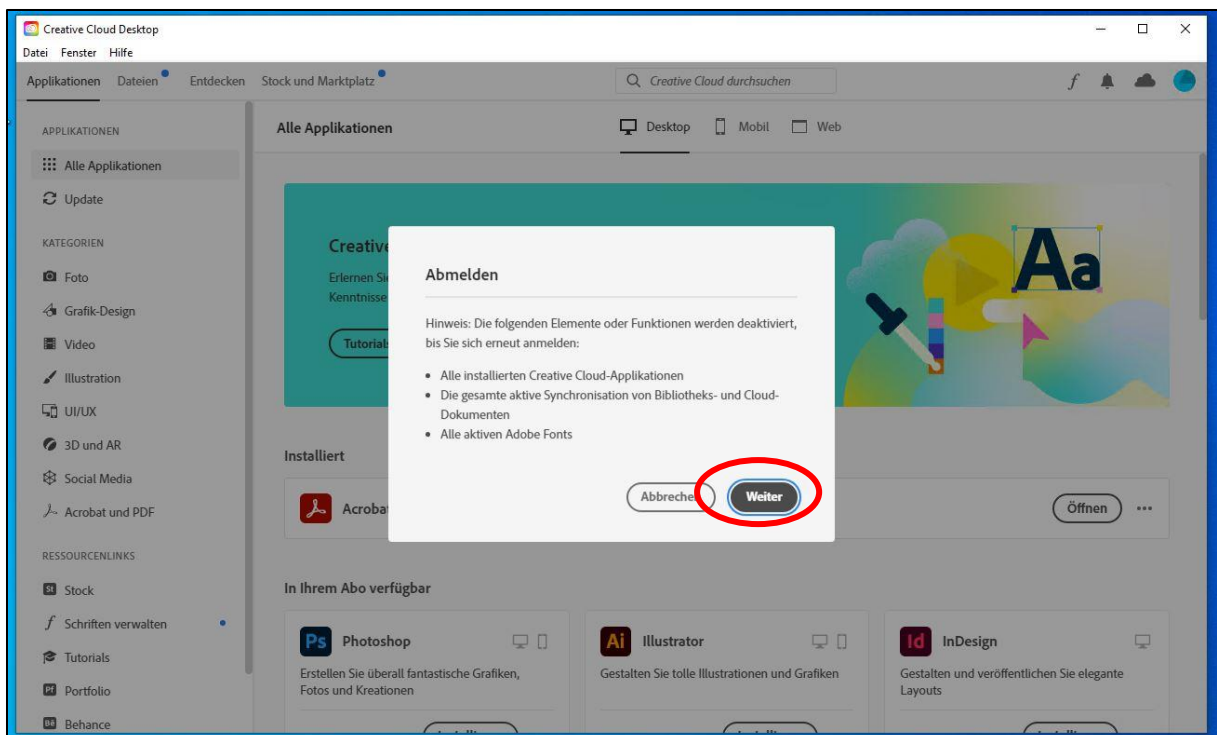 Creative Cloud Desktop
Datei Fenster Hilfe
Applikationen Dateien Entdecken Stock und Marktplatz Creative Cloud durchsuchen
APPLIKATIONEN
Alle Applikationen Desktop Mobil Web
Alle Applikationen
Update
KATEGORIEN
Foto
Grafik-Design
Video
Illustration
UI/UX
3D und AR
Social Media
Acrobat und PDF
RESSOURCENLINKS
Stock
Schriften verwalten
Tutorials
Portfolio
Behance
Creative
Erlernen Sie
Kenntnisse
Aa
Abmelden
Hinweis: Die folgenden Elemente oder Funktionen werden deaktiviert,
bis Sie sich erneut anmelden:
Alle installierten Creative Cloud-Applikationen
Die gesamte aktive Synchronisation von Bibliotheks- und Cloud-
Dokumenten
Alle aktiven Adobe Fonts
Abbrechen Weiter
Installiert
Öffnen
In Ihrem Abo verfügbar
Ps Photoshop
Erstellen Sie überall fantastische Grafiken,
Fotos und Kreationen
Ai Illustrator
Gestalten Sie tolle Illustrationen und Grafiken
Id InDesign
Gestalten und veröffentlichen Sie elegante
Layouts